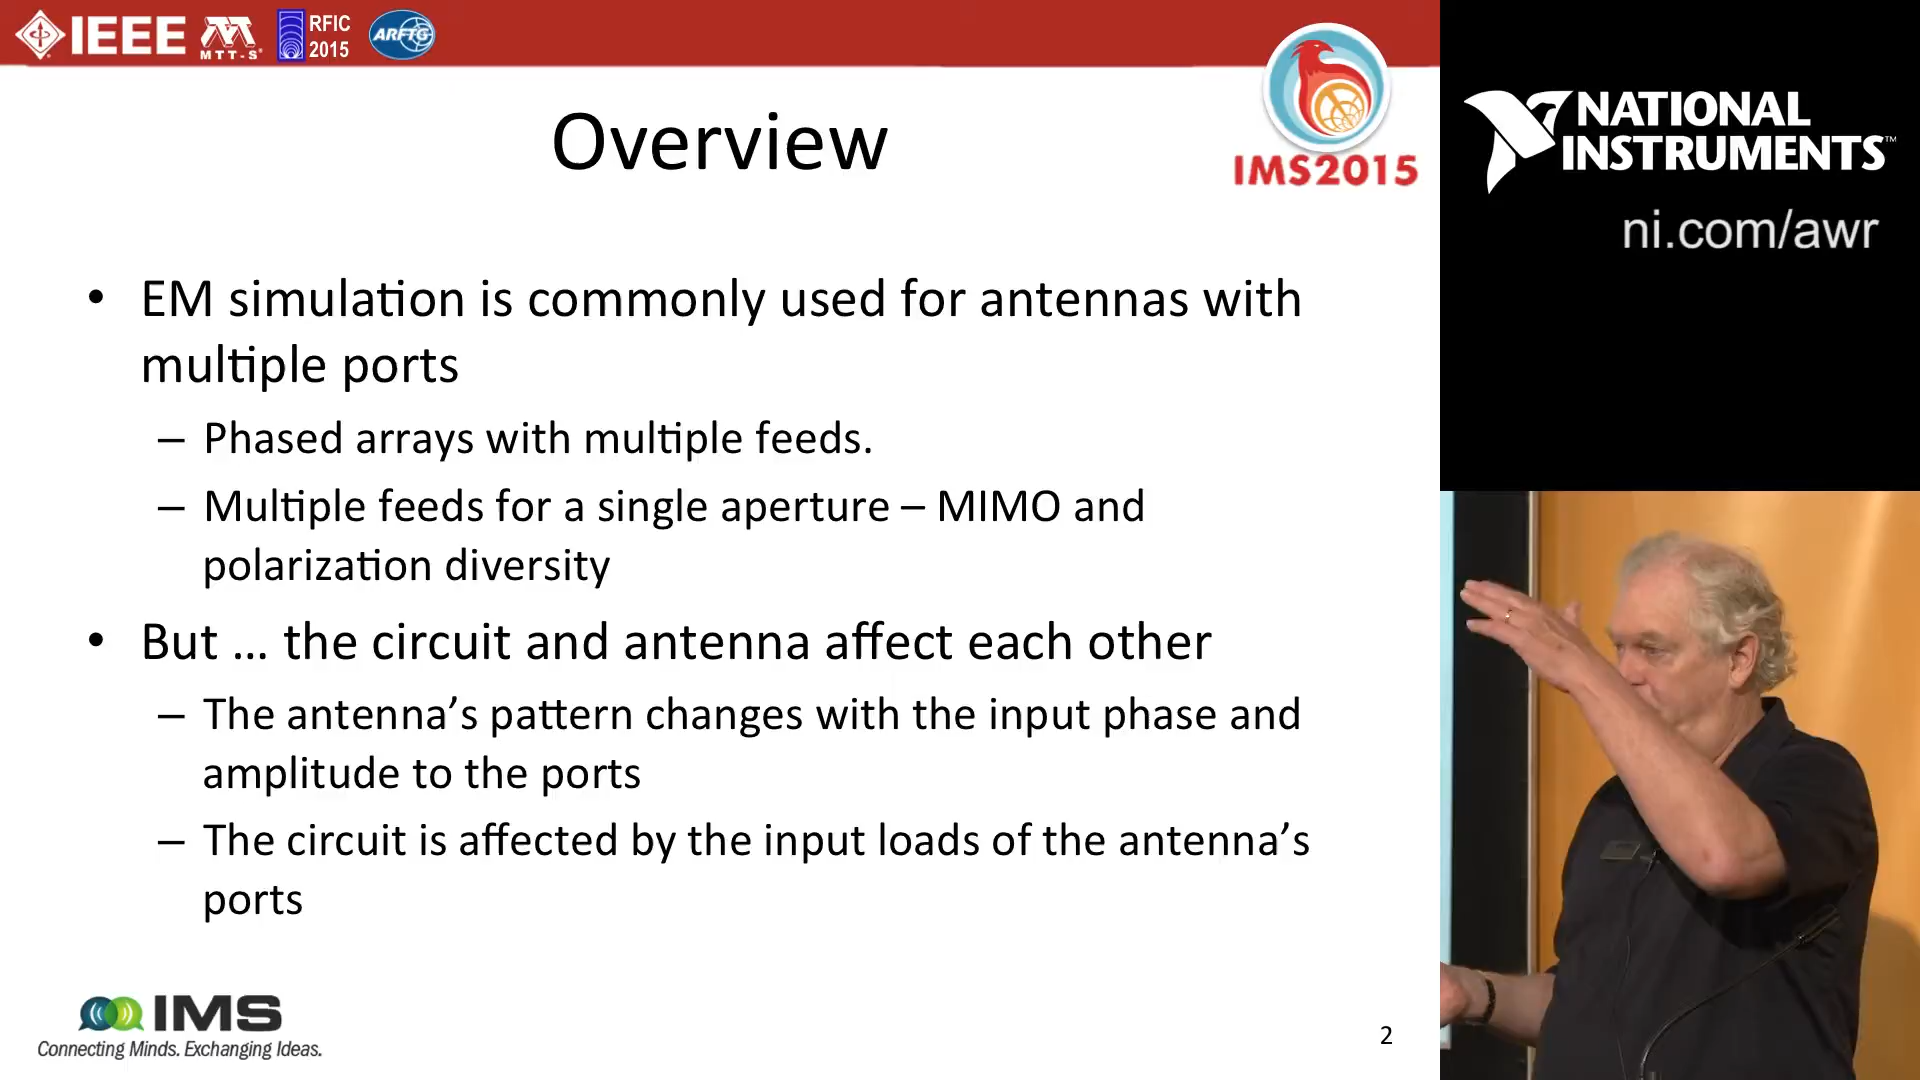 IEEE MTT-S RFIC 2015 ARFTG
IMS2015
NATIONAL INSTRUMENTS™
ni.com/awr
Overview
• EM simulation is commonly used for antennas with
multiple ports
– Phased arrays with multiple feeds.
– Multiple feeds for a single aperture – MIMO and
polarization diversity
• But … the circuit and antenna affect each other
– The antenna’s pattern changes with the input phase and
amplitude to the ports
– The circuit is affected by the input loads of the antenna’s
ports
IMS
Connecting Minds. Exchanging Ideas.
2